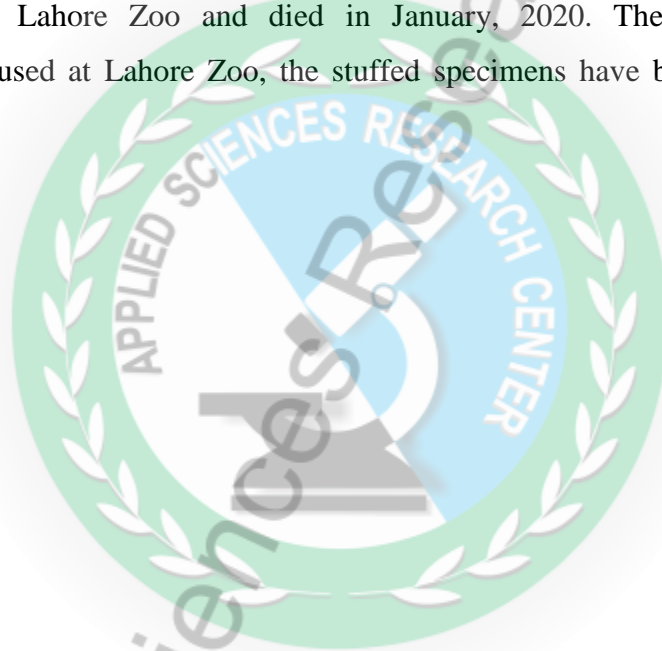 Lahore Zoo and died in January, 2020. The
used at Lahore Zoo, the stuffed specimens have b
APPLIED SCIENCES RESEARCH CENTER